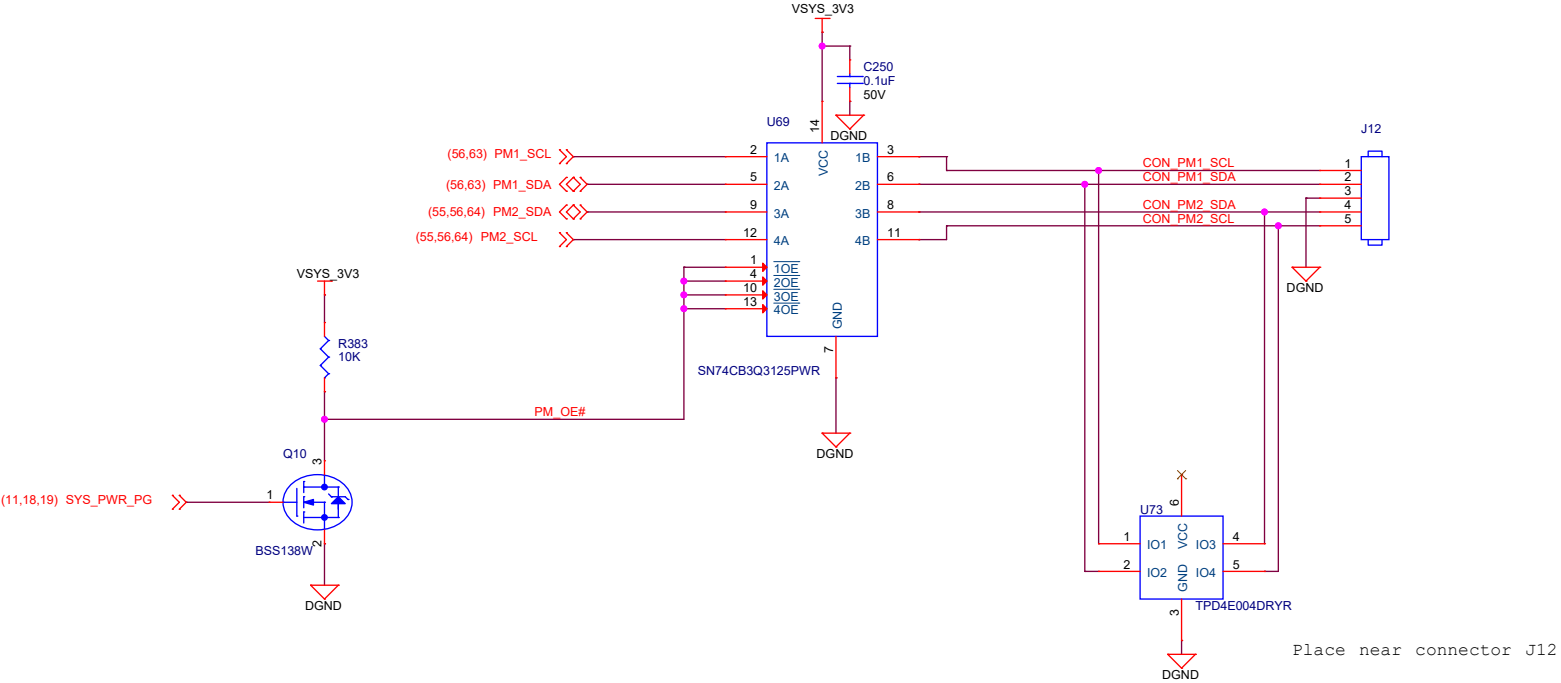 VSYS_3V3
C250
0.1uF
50V
DGND
U69
14
VCC
J12
(56,63) PM1_SCL
2
1A
1B
3
CON_PM1_SCL
1
(56,63) PM1_SDA
5
2A
2B
6
CON_PM1_SDA
2
3
(55,56,64) PM2_SDA
9
3A
3B
8
CON_PM2_SDA
4
(55,56,64) PM2_SCL
12
4A
4B
11
CON_PM2_SCL
5
1
1OE
4
2OE
10
3OE
13
4OE
GND
7
DGND
VSYS_3V3
R383
10K
SN74CB3Q3125PWR
PM_OE#
DGND
Q10
3
(11,18,19) SYS_PWR_PG
1
BSS138W
2
DGND
6
U73
VCC
1
IO1
IO3
4
2
IO2
IO4
5
GND
3
TPD4E004DRYR
DGND
Place near connector J12